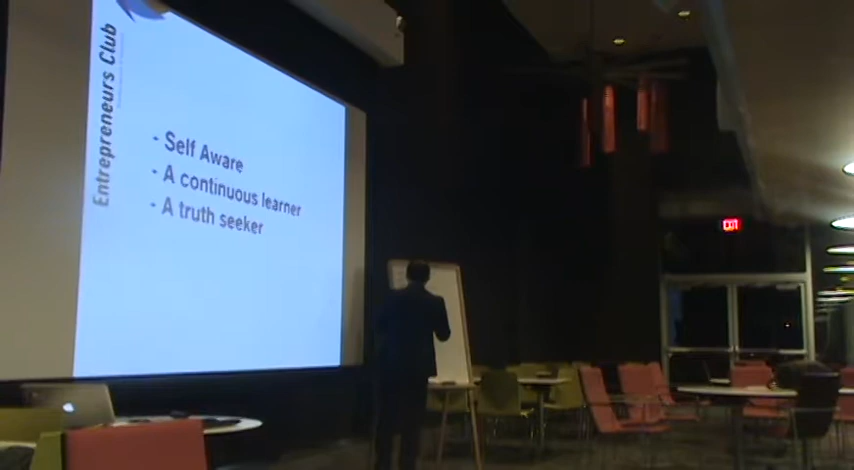 Entrepreneurs Club
- Self Aware
- A continuous learner
- A truth seeker
EXIT